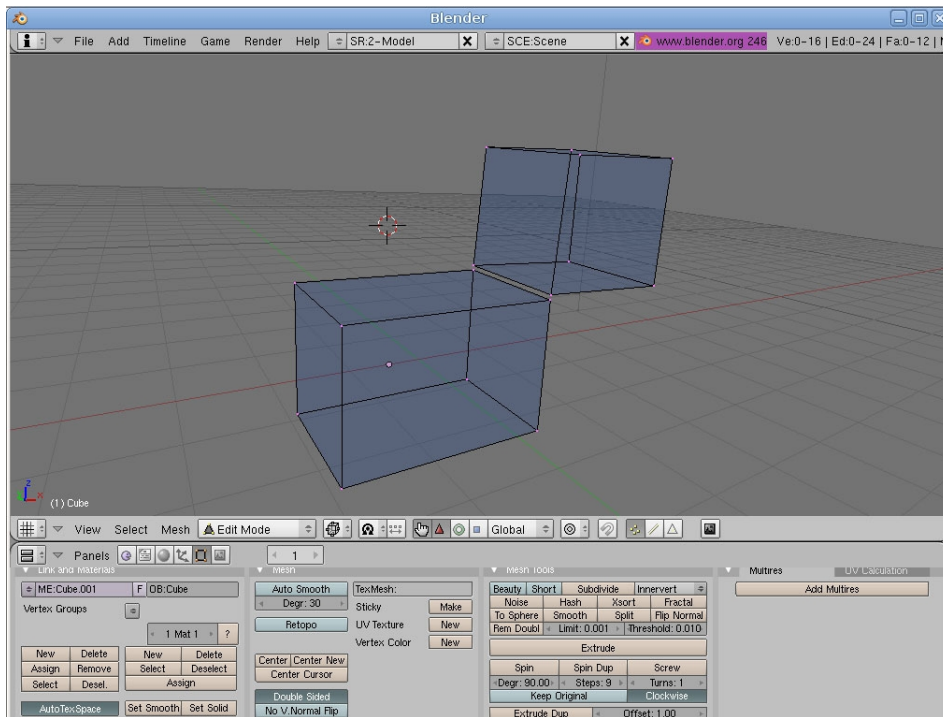 Blender
File Add Timeline Game Render Help SR:2-Model X SCE:Scene X www.blender.org 246 Ve:0-16 | Ed:0-24 | Fa:0-12 |
z
x
(1) Cube
View Select Mesh Edit Mode Global
Panels 1
Link and Materials Mesh Mesh Tools Multires UV Calculation
ME:Cube.001 F OB:Cube
Vertex Groups
1 Mat 1 ?
New Delete New Delete
Assign Remove Select Deselect
Select Desel. Assign
AutoTexSpace Set Smooth Set Solid
Auto Smooth TexMesh:
Degr: 30 Sticky Make
Retopo UV Texture New
Vertex Color New
Center Center New
Center Cursor
Double Sided
No V.Normal Flip
Beauty Short Subdivide Innervert
Noise Hash Xsort Fractal
To Sphere Smooth Split Flip Normal
Rem Doubl Limit: 0.001 Threshold: 0.010
Extrude
Spin Spin Dup Screw
Degr: 90.00 Steps: 9 Turns: 1
Keep Original Clockwise
Extrude Dup Offset: 1.00
Add Multires